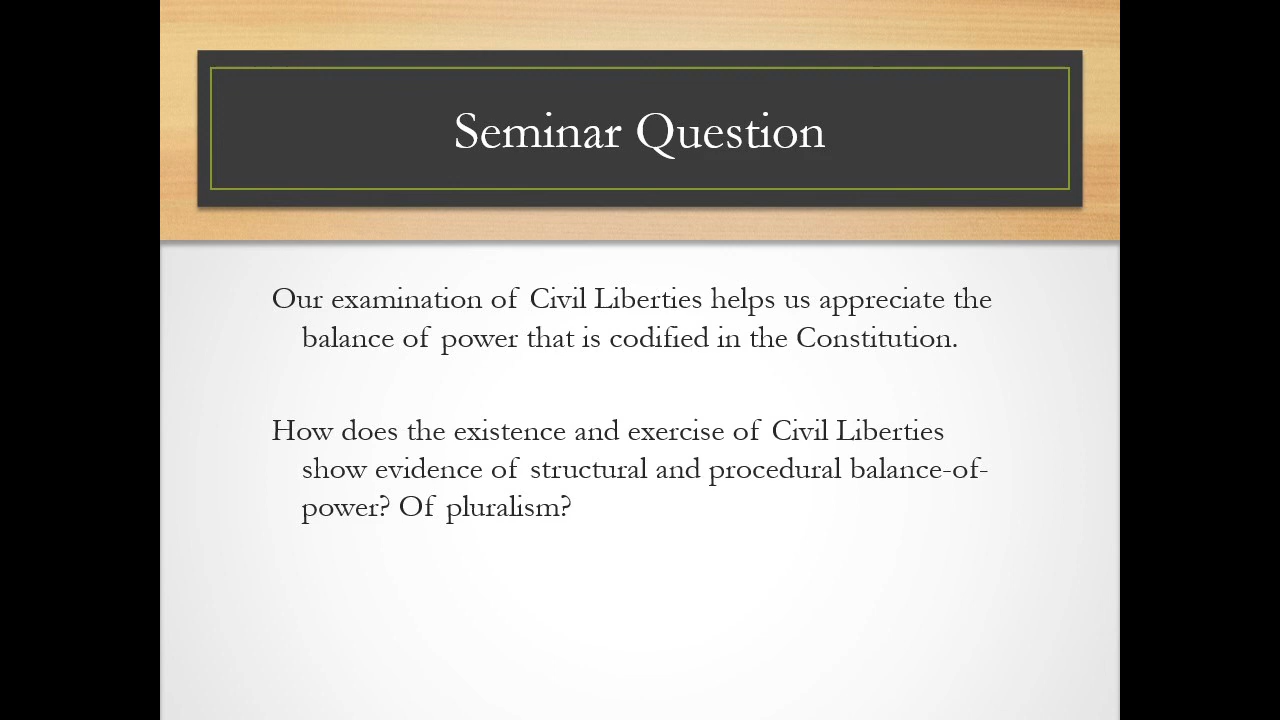 Seminar Question
Our examination of Civil Liberties helps us appreciate the
balance of power that is codified in the Constitution.
How does the existence and exercise of Civil Liberties
show evidence of structural and procedural balance-of-
power? Of pluralism?